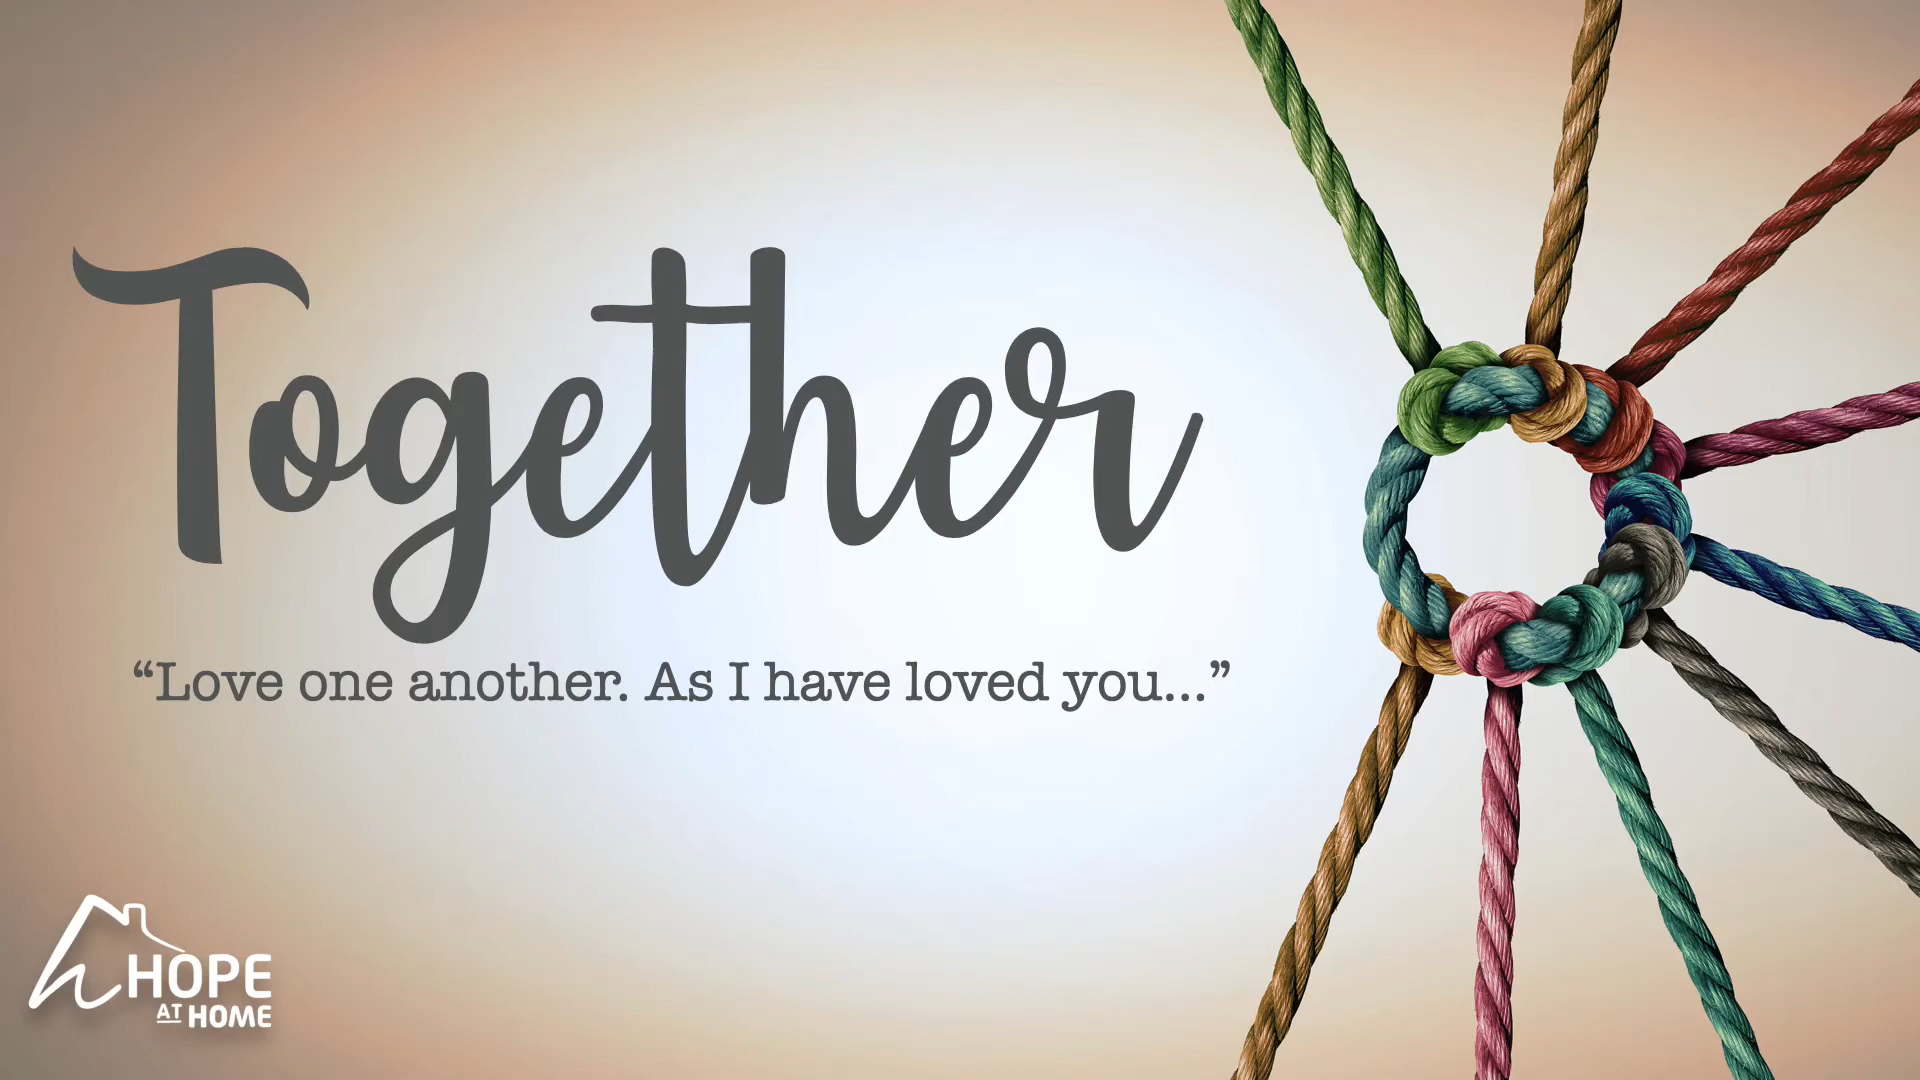 Together
“Love one another. As I have loved you...”
HOPE
AT HOME